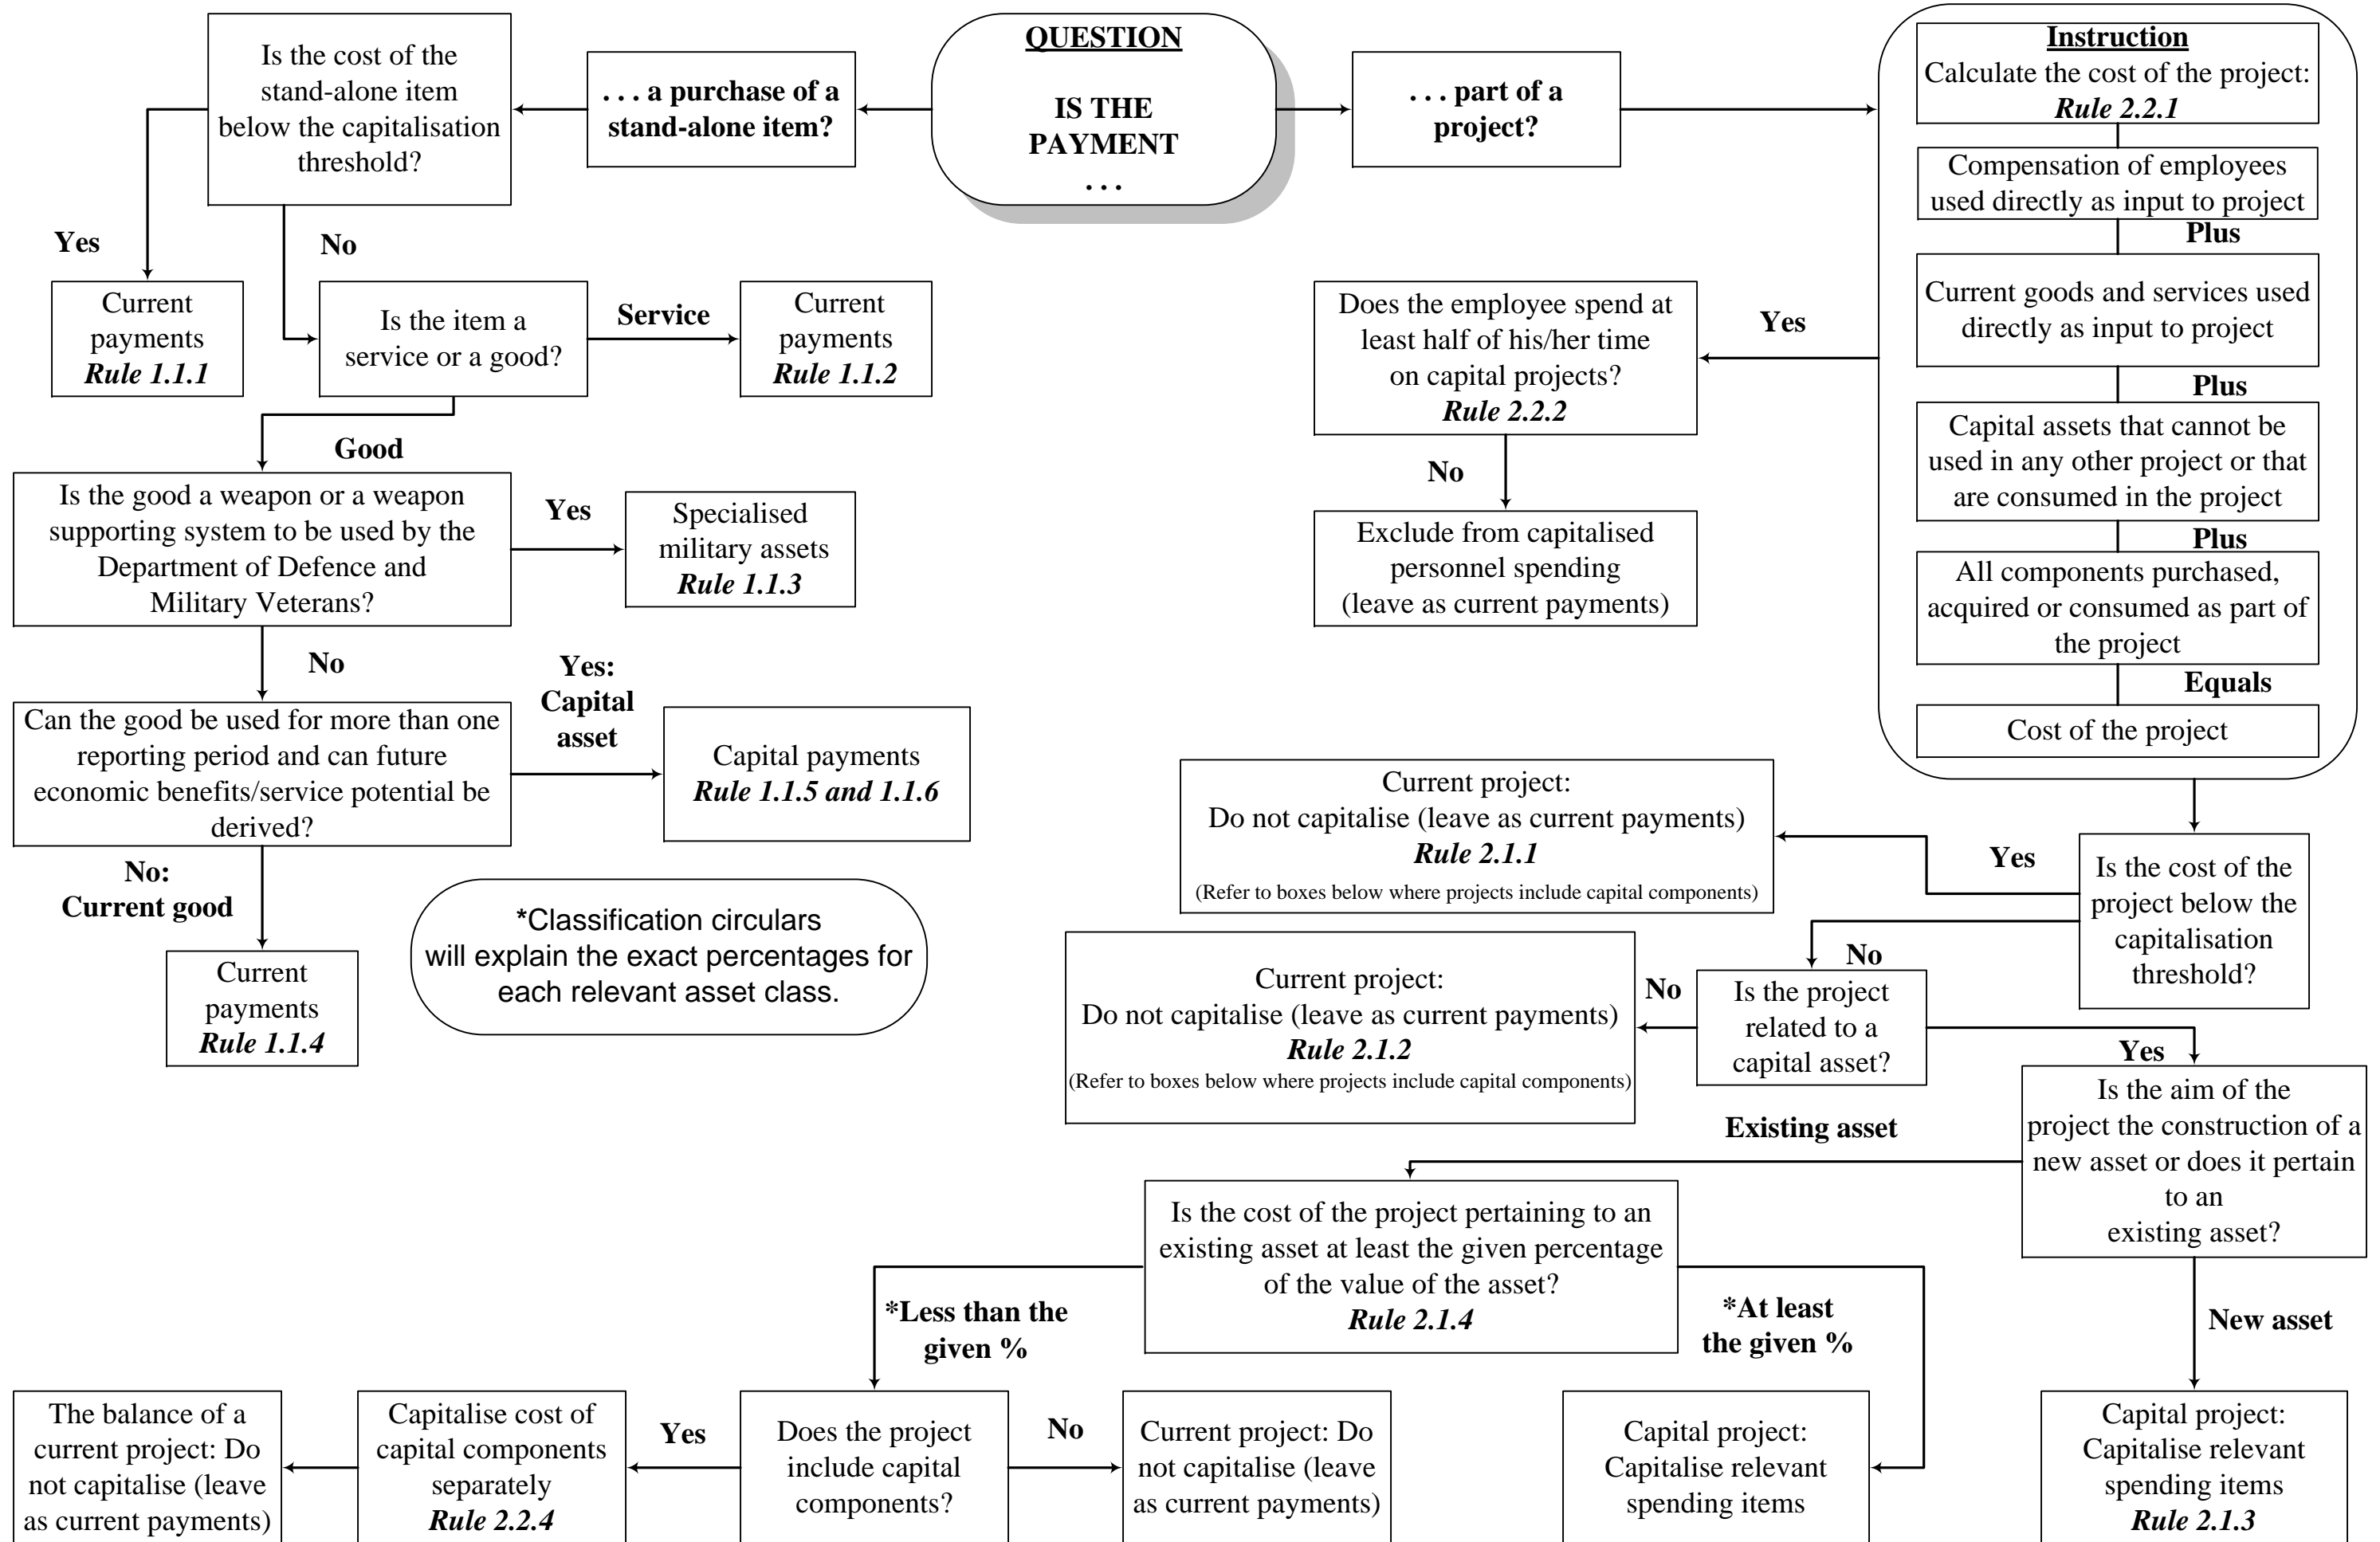 QUESTION
IS THE
PAYMENT
. . .
. . . a purchase of a
stand-alone item?
Is the cost of the
stand-alone item
below the capitalisation
threshold?
Yes
No
Current
payments
Rule 1.1.1
Is the item a
service or a good?
Service
Current
payments
Rule 1.1.2
Good
Is the good a weapon or a weapon
supporting system to be used by the
Department of Defence and
Military Veterans?
Yes
Specialised
military assets
Rule 1.1.3
No
Can the good be used for more than one
reporting period and can future
economic benefits/service potential be
derived?
Yes:
Capital
asset
Capital payments
Rule 1.1.5 and 1.1.6
No:
Current good
Current
payments
Rule 1.1.4
*Classification circulars
will explain the exact percentages for
each relevant asset class.
. . . part of a
project?
Instruction
Calculate the cost of the project:
Rule 2.2.1
Compensation of employees
used directly as input to project
Plus
Current goods and services used
directly as input to project
Plus
Capital assets that cannot be
used in any other project or that
are consumed in the project
Plus
All components purchased,
acquired or consumed as part of
the project
Equals
Cost of the project
Yes
Does the employee spend at
least half of his/her time
on capital projects?
Rule 2.2.2
No
Exclude from capitalised
personnel spending
(leave as current payments)
Is the cost of the
project below the
capitalisation
threshold?
Yes
Current project:
Do not capitalise (leave as current payments)
Rule 2.1.1
(Refer to boxes below where projects include capital components)
No
Is the project
related to a
capital asset?
No
Current project:
Do not capitalise (leave as current payments)
Rule 2.1.2
(Refer to boxes below where projects include capital components)
Yes
Is the aim of the
project the construction of a
new asset or does it pertain
to an
existing asset?
Existing asset
Is the cost of the project pertaining to an
existing asset at least the given percentage
of the value of the asset?
Rule 2.1.4
*Less than the
given %
*At least
the given %
New asset
The balance of a
current project: Do
not capitalise (leave
as current payments)
Capitalise cost of
capital components
separately
Rule 2.2.4
Yes
Does the project
include capital
components?
No
Current project: Do
not capitalise (leave
as current payments)
Capital project:
Capitalise relevant
spending items
Capital project:
Capitalise relevant
spending items
Rule 2.1.3